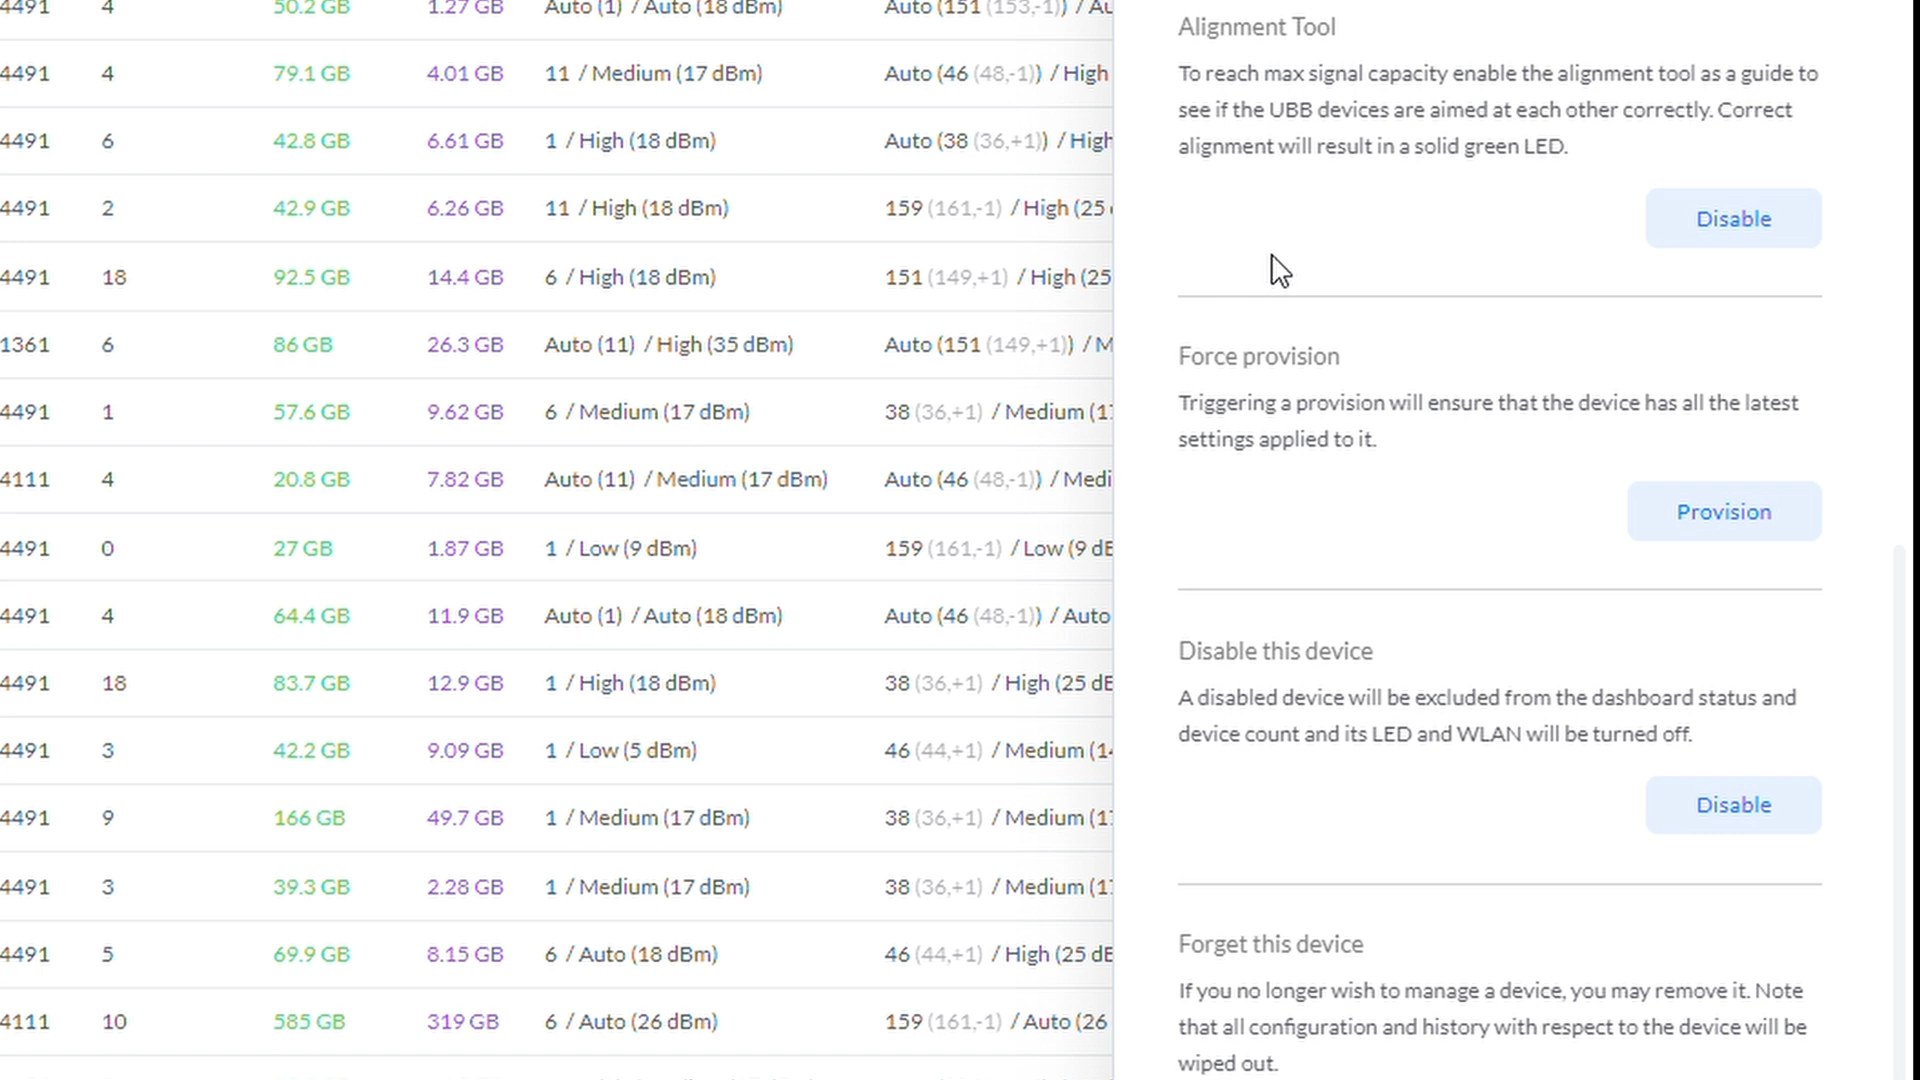 4491 4 50.2 GB 1.27 GB Auto (1) / Auto (18 dBm) Auto (151 (153,-1)) / Au
4491 4 79.1 GB 4.01 GB 11 / Medium (17 dBm) Auto (46 (48,-1)) / High
4491 6 42.8 GB 6.61 GB 1 / High (18 dBm) Auto (38 (36,+1)) / High
4491 2 42.9 GB 6.26 GB 11 / High (18 dBm) 159 (161,-1) / High (25
4491 18 92.5 GB 14.4 GB 6 / High (18 dBm) 151 (149,+1) / High (25
1361 6 86 GB 26.3 GB Auto (11) / High (35 dBm) Auto (151 (149,+1)) / M
4491 1 57.6 GB 9.62 GB 6 / Medium (17 dBm) 38 (36,+1) / Medium (17
4111 4 20.8 GB 7.82 GB Auto (11) / Medium (17 dBm) Auto (46 (48,-1)) / Medi
4491 0 27 GB 1.87 GB 1 / Low (9 dBm) 159 (161,-1) / Low (9 dB
4491 4 64.4 GB 11.9 GB Auto (1) / Auto (18 dBm) Auto (46 (48,-1)) / Auto
4491 18 83.7 GB 12.9 GB 1 / High (18 dBm) 38 (36,+1) / High (25 dB
4491 3 42.2 GB 9.09 GB 1 / Low (5 dBm) 46 (44,+1) / Medium (14
4491 9 166 GB 49.7 GB 1 / Medium (17 dBm) 38 (36,+1) / Medium (17
4491 3 39.3 GB 2.28 GB 1 / Medium (17 dBm) 38 (36,+1) / Medium (17
4491 5 69.9 GB 8.15 GB 6 / Auto (18 dBm) 46 (44,+1) / High (25 dB
4111 10 585 GB 319 GB 6 / Auto (26 dBm) 159 (161,-1) / Auto (26
Alignment Tool
To reach max signal capacity enable the alignment tool as a guide to
see if the UBB devices are aimed at each other correctly. Correct
alignment will result in a solid green LED.
Disable
Force provision
Triggering a provision will ensure that the device has all the latest
settings applied to it.
Provision
Disable this device
A disabled device will be excluded from the dashboard status and
device count and its LED and WLAN will be turned off.
Disable
Forget this device
If you no longer wish to manage a device, you may remove it. Note
that all configuration and history with respect to the device will be
wiped out.